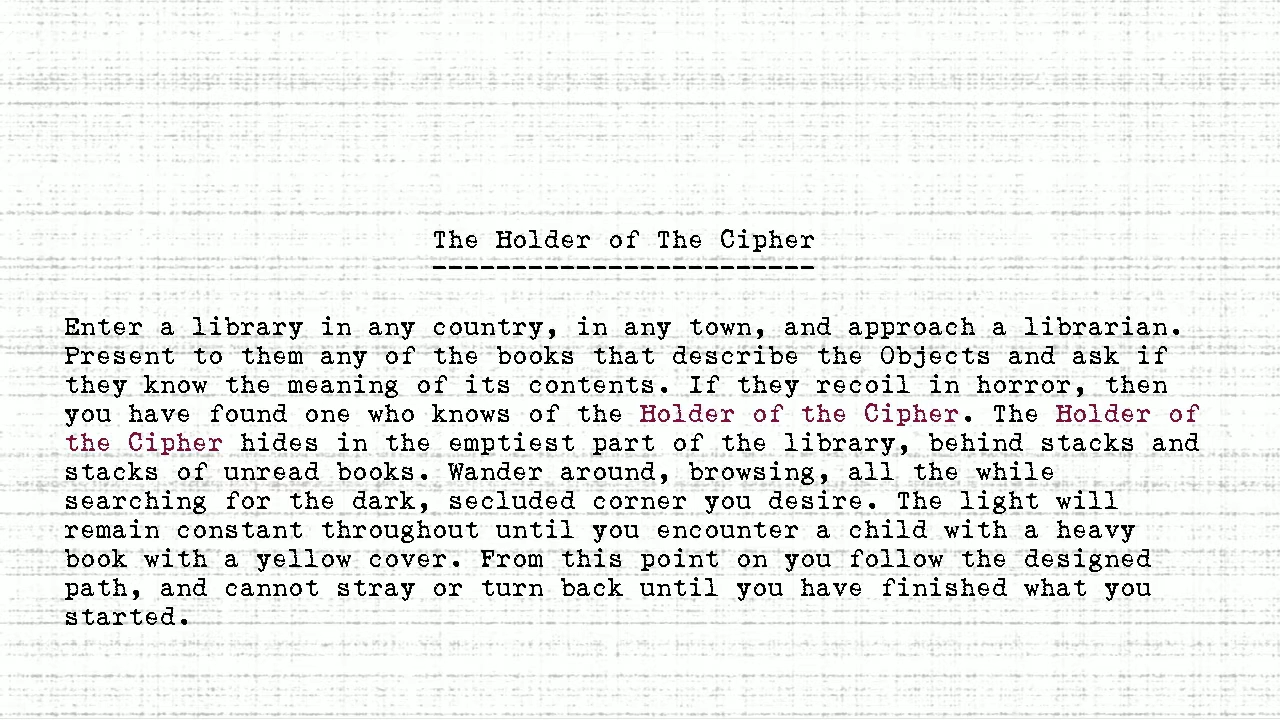 The Holder of The Cipher
------------------------
Enter a library in any country, in any town, and approach a librarian.
Present to them any of the books that describe the Objects and ask if
they know the meaning of its contents. If they recoil in horror, then
you have found one who knows of the Holder of the Cipher. The Holder of
the Cipher hides in the emptiest part of the library, behind stacks and
stacks of unread books. Wander around, browsing, all the while
searching for the dark, secluded corner you desire. The light will
remain constant throughout until you encounter a child with a heavy
book with a yellow cover. From this point on you follow the designed
path, and cannot stray or turn back until you have finished what you
started.